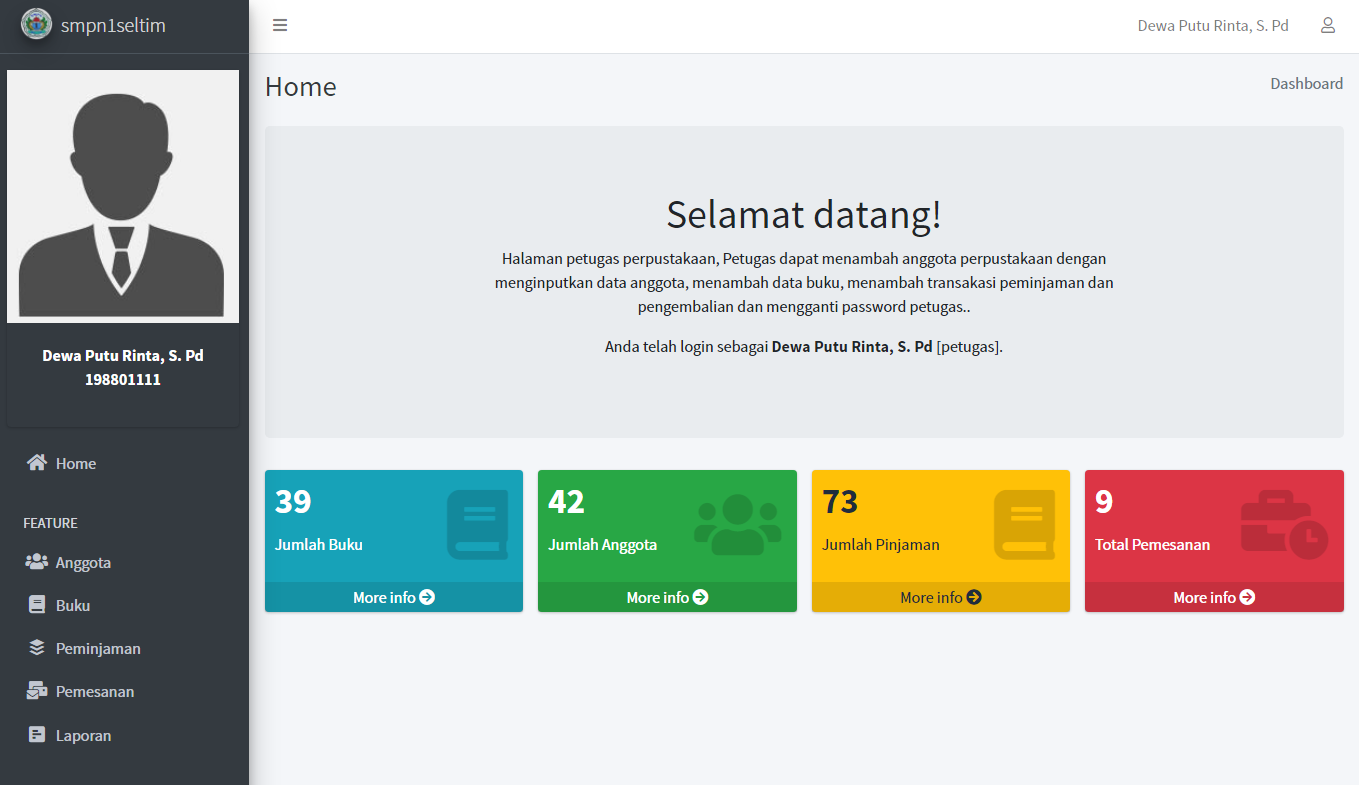 smpn1seltim
Dewa Putu Rinta, S. Pd
Home
Dashboard
Selamat datang!
Halaman petugas perpustakaan, Petugas dapat menambah anggota perpustakaan dengan
menginputkan data anggota, menambah data buku, menambah transakasi peminjaman dan
pengembalian dan mengganti password petugas..
Anda telah login sebagai Dewa Putu Rinta, S. Pd [petugas].
Dewa Putu Rinta, S. Pd
198801111
Home
FEATURE
Anggota
Buku
Peminjaman
Pemesanan
Laporan
39
Jumlah Buku
More info
42
Jumlah Anggota
More info
73
Jumlah Pinjaman
More info
9
Total Pemesanan
More info